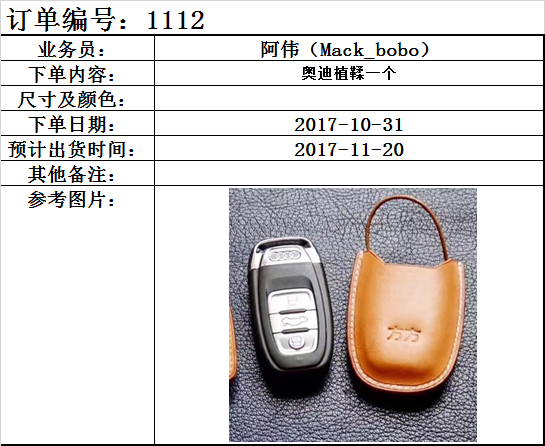 订单编号：1112
业务员： 阿伟（Mack_bobo）
下单内容： 奥迪植鞣一个
尺寸及颜色：
下单日期： 2017-10-31
预计出货时间： 2017-11-20
其他备注：
参考图片：
方方